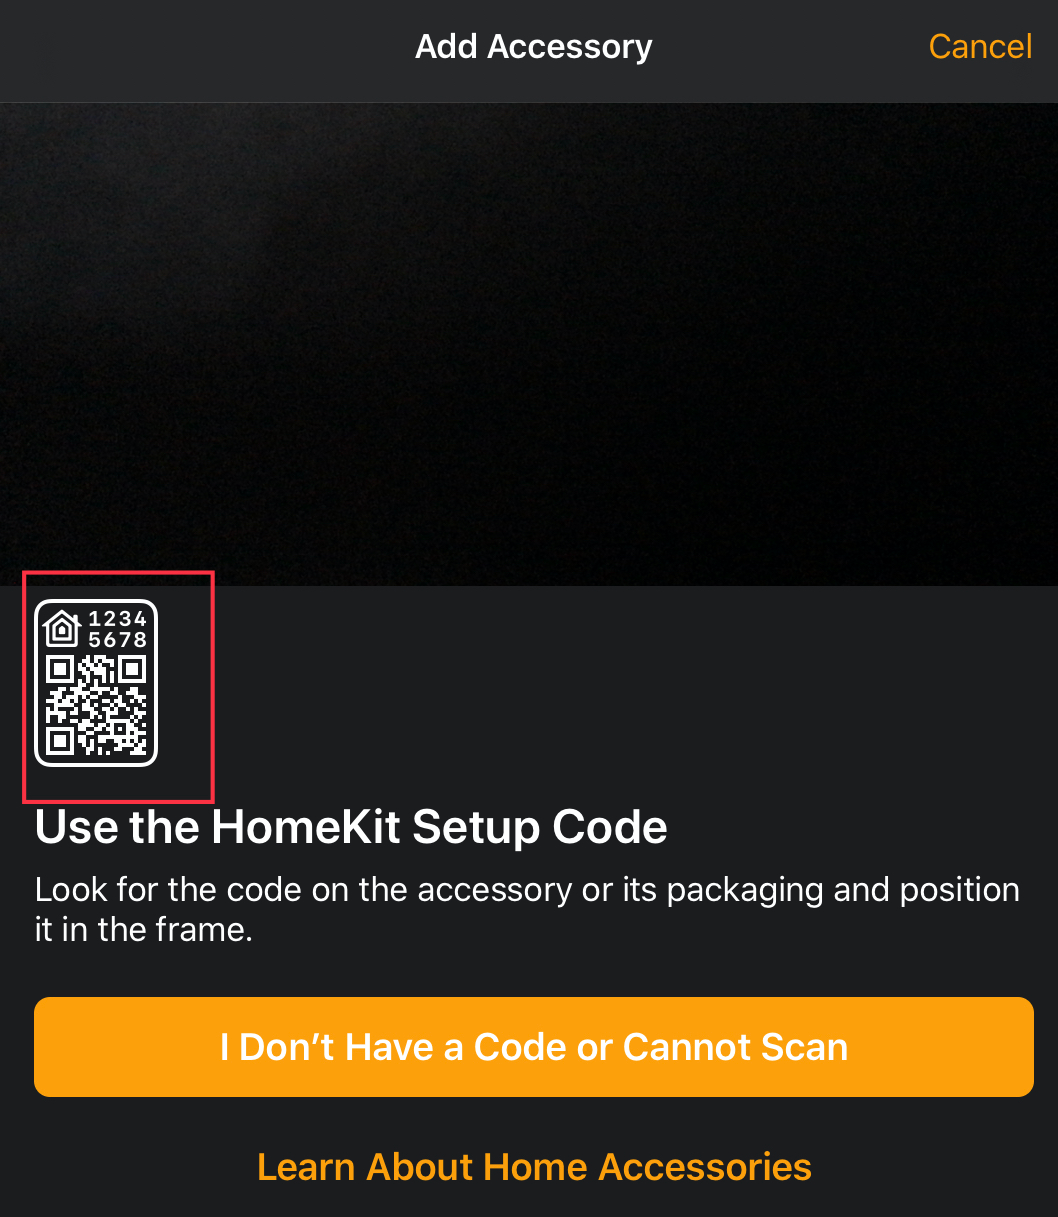 Add Accessory
Cancel
1234
5678
Use the HomeKit Setup Code
Look for the code on the accessory or its packaging and position
it in the frame.
I Don’t Have a Code or Cannot Scan
Learn About Home Accessories